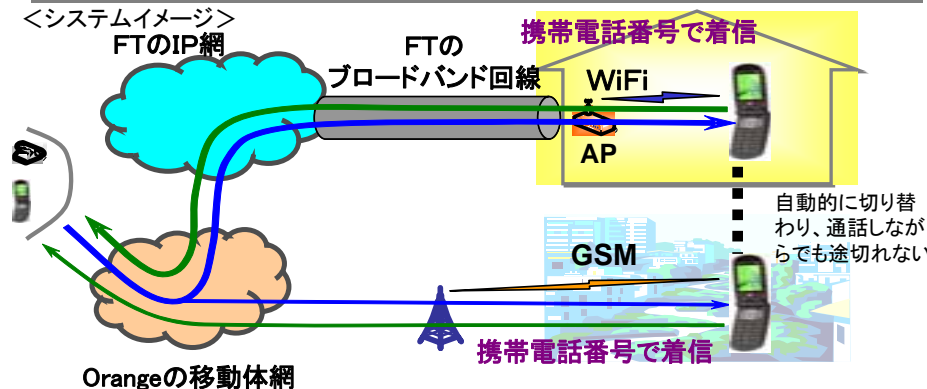 ＜システムイメージ＞
FTのIP網
FTの
ブロードバンド回線
携帯電話番号で着信
WiFi
AP
自動的に切り替
わり、通話しなが
らでも途切れない
GSM
携帯電話番号で着信
Orangeの移動体網